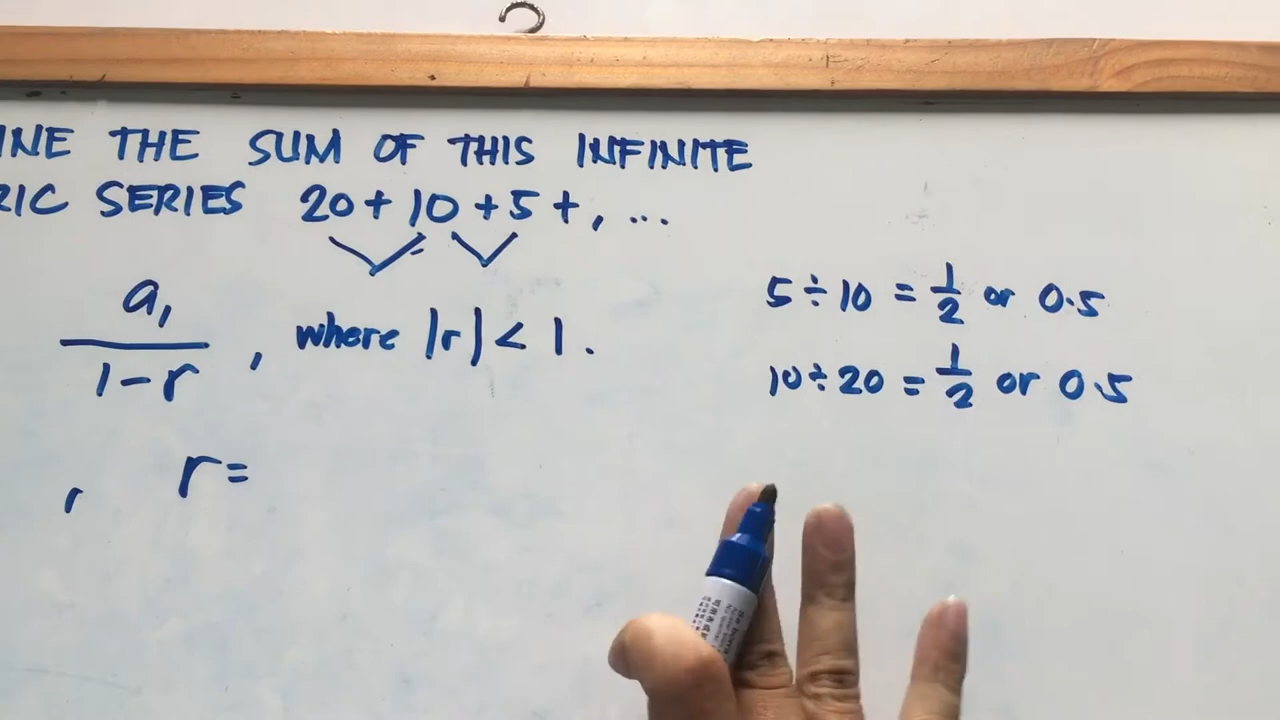 INE THE SUM OF THIS INFINITE
RIC SERIES 20 + 10 + 5 + , ...
a₁
1-r
, where |r| < 1.
5 ÷ 10 = 1/2 or 0.5
10 ÷ 20 = 1/2 or 0.5
, r =